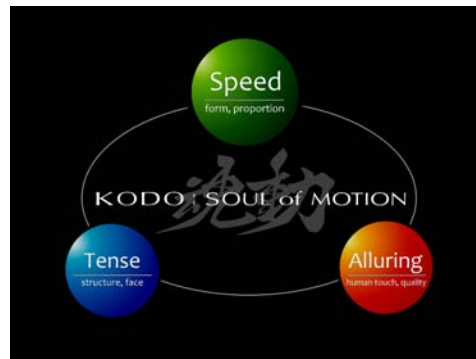 Speed
form, proportion
魂動
KODO : SOUL of MOTION
Tense
structure, face
Alluring
human touch, quality